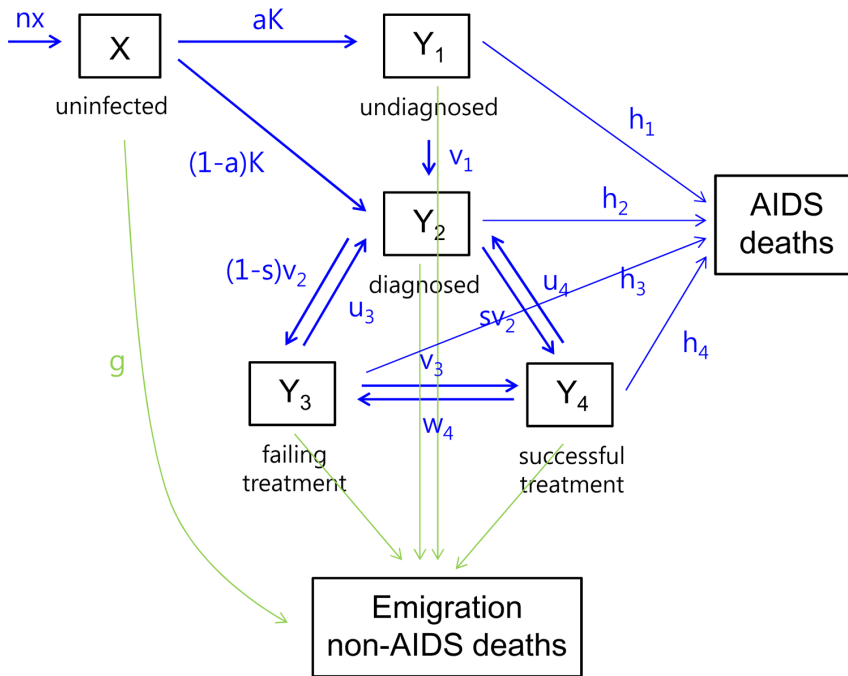 nx
X
aK
Y₁
uninfected
undiagnosed
h₁
(1-a)K
v₁
Y₂
h₂
AIDS
deaths
(1-s)v₂
diagnosed
u₃
sv₂
u₄
h₃
g
v₃
h₄
Y₃
Y₄
w₄
failing
treatment
successful
treatment
Emigration
non-AIDS deaths